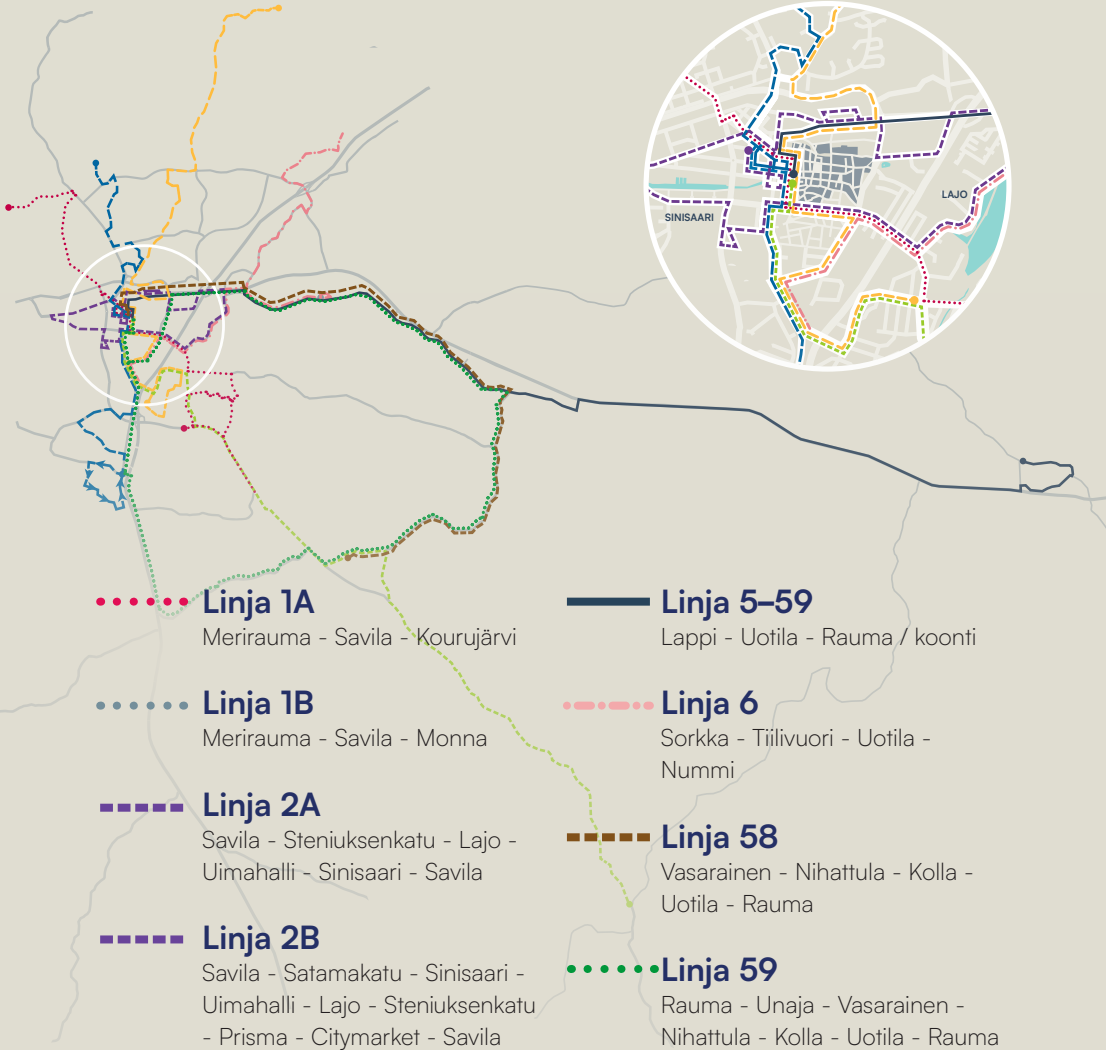 SINISAARI
LAJO
Linja 1A
Merirauma - Savila - Kourujärvi
Linja 1B
Merirauma - Savila - Monna
Linja 2A
Savila - Steniuksenkatu - Lajo -
Uimahalli - Sinisaari - Savila
Linja 2B
Savila - Satamakatu - Sinisaari -
Uimahalli - Lajo - Steniuksenkatu
- Prisma - Citymarket - Savila
Linja 5–59
Lappi - Uotila - Rauma / koonti
Linja 6
Sorkka - Tiilivuori - Uotila -
Nummi
Linja 58
Vasarainen - Nihattula - Kolla -
Uotila - Rauma
Linja 59
Rauma - Unaja - Vasarainen -
Nihattula - Kolla - Uotila - Rauma